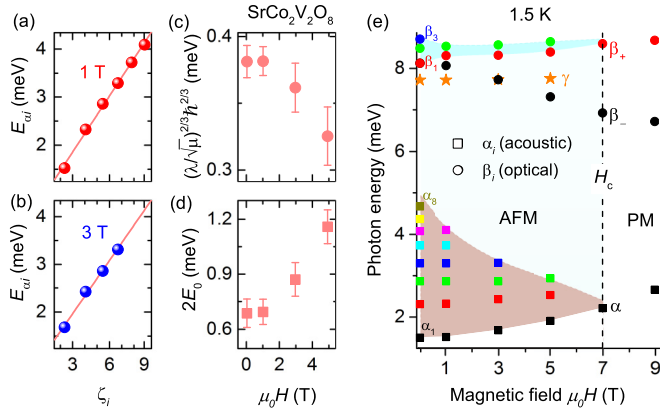 (a)
(c)
SrCo₂V₂O₈
(e)
1.5 K
E_αi (meV)
4
3
2
1 T
(λ/√μ)^2/3 ħ^2/3 (meV)
0.4
0.3
(b)
(d)
E_αi (meV)
4
3
2
3 T
3
6
9
ζ_i
2E₀ (meV)
1.2
0.9
0.6
0
2
4
μ₀H (T)
Photon energy (meV)
8
6
4
2
β₃
β₁
γ
β₊
β₋
α_i (acoustic)
β_i (optical)
H_c
α₈
AFM
PM
α
α₁
0
1
3
5
7
9
Magnetic field μ₀H (T)